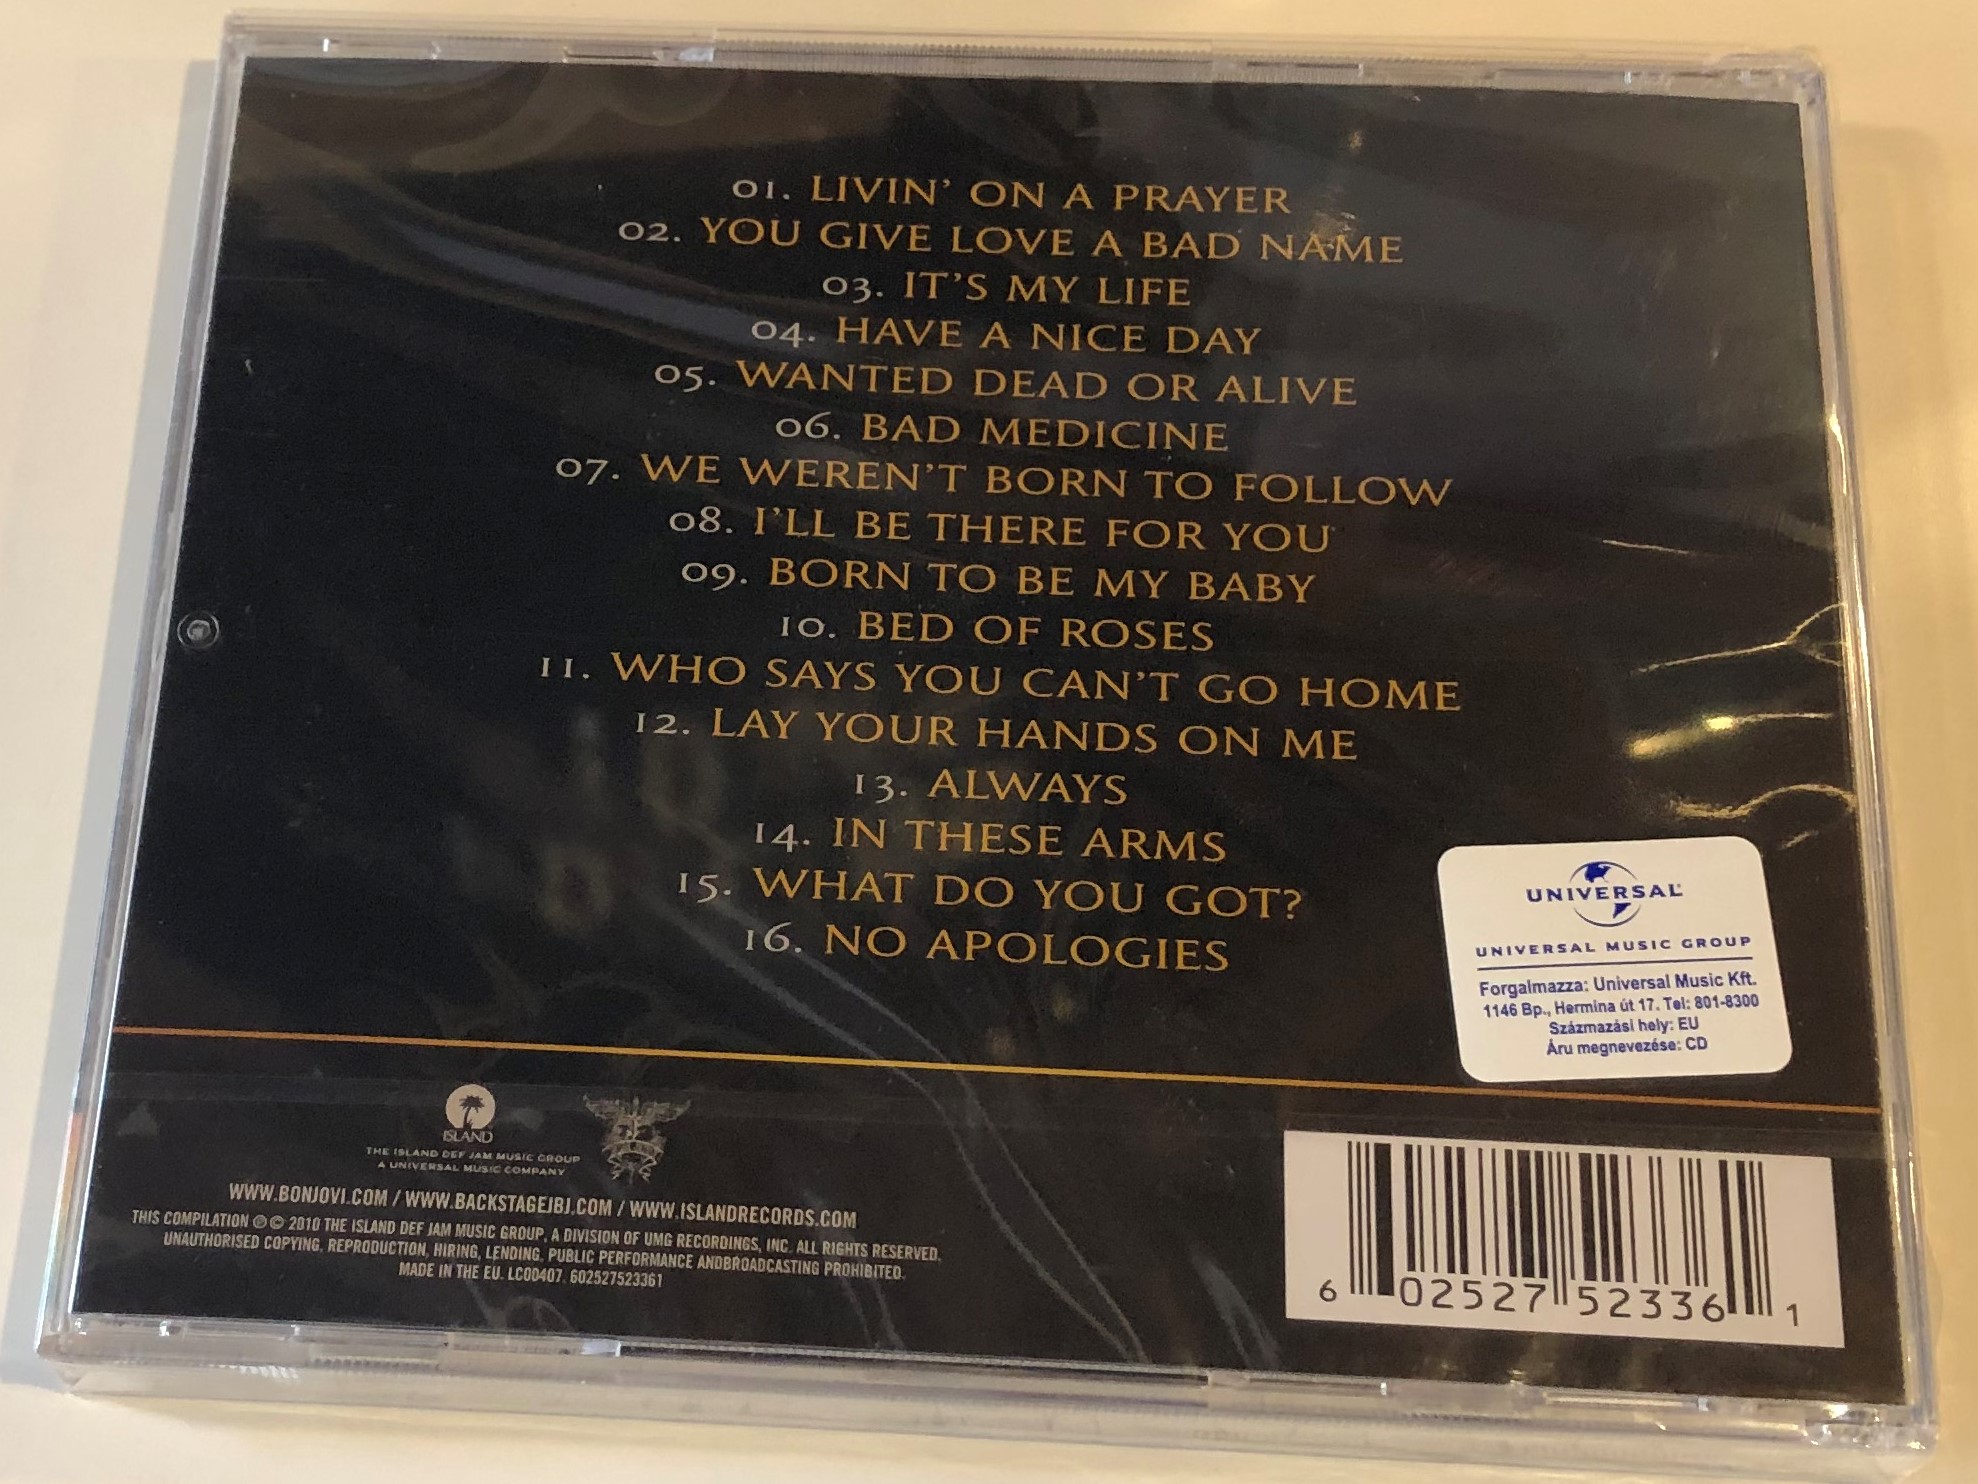 01. LIVIN' ON A PRAYER
02. YOU GIVE LOVE A BAD NAME
03. IT'S MY LIFE
04. HAVE A NICE DAY
05. WANTED DEAD OR ALIVE
06. BAD MEDICINE
07. WE WEREN'T BORN TO FOLLOW
08. I'LL BE THERE FOR YOU
09. BORN TO BE MY BABY
10. BED OF ROSES
11. WHO SAYS YOU CAN'T GO HOME
12. LAY YOUR HANDS ON ME
13. ALWAYS
14. IN THESE ARMS
15. WHAT DO YOU GOT?
16. NO APOLOGIES
UNIVERSAL
UNIVERSAL MUSIC GROUP
Forgalmazza: Universal Music Kft.
1146 Bp., Hermina út 17. Tel: 801-8300
Százmazási hely: EU
Áru megnevezése: CD
ISLAND
THE ISLAND DEF JAM MUSIC GROUP
A UNIVERSAL MUSIC COMPANY
WWW.BONJOVI.COM / WWW.BACKSTAGEJBJ.COM / WWW.ISLANDRECORDS.COM
THIS COMPILATION ℗ © 2010 THE ISLAND DEF JAM MUSIC GROUP, A DIVISION OF UMG RECORDINGS, INC. ALL RIGHTS RESERVED.
UNAUTHORISED COPYING, REPRODUCTION, HIRING, LENDING, PUBLIC PERFORMANCE ANDBROADCASTING PROHIBITED.
MADE IN THE EU. LC00407. 602527523361
6 02527 52336 1